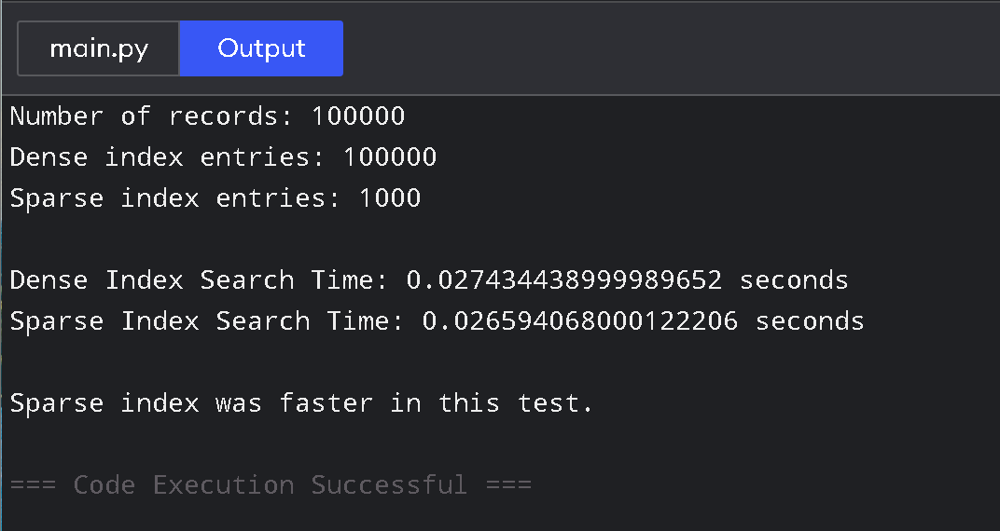 main.py Output
Number of records: 100000
Dense index entries: 100000
Sparse index entries: 1000
Dense Index Search Time: 0.027434438999989652 seconds
Sparse Index Search Time: 0.026594068000122206 seconds
Sparse index was faster in this test.
=== Code Execution Successful ===